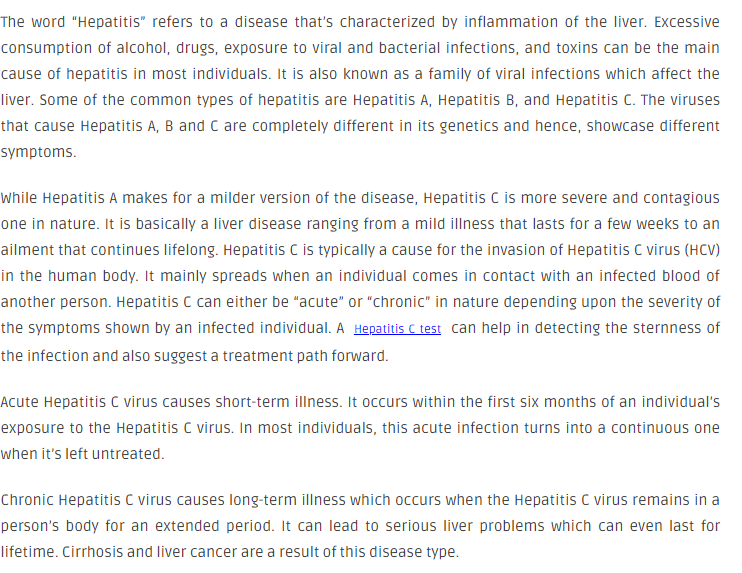 The word “Hepatitis” refers to a disease that’s characterized by inflammation of the liver. Excessive
consumption of alcohol, drugs, exposure to viral and bacterial infections, and toxins can be the main
cause of hepatitis in most individuals. It is also known as a family of viral infections which affect the
liver. Some of the common types of hepatitis are Hepatitis A, Hepatitis B, and Hepatitis C. The viruses
that cause Hepatitis A, B and C are completely different in its genetics and hence, showcase different
symptoms.
While Hepatitis A makes for a milder version of the disease, Hepatitis C is more severe and contagious
one in nature. It is basically a liver disease ranging from a mild illness that lasts for a few weeks to an
ailment that continues lifelong. Hepatitis C is typically a cause for the invasion of Hepatitis C virus (HCV)
in the human body. It mainly spreads when an individual comes in contact with an infected blood of
another person. Hepatitis C can either be “acute” or “chronic” in nature depending upon the severity of
the symptoms shown by an infected individual. A Hepatitis C test can help in detecting the sternness of
the infection and also suggest a treatment path forward.
Acute Hepatitis C virus causes short-term illness. It occurs within the first six months of an individual’s
exposure to the Hepatitis C virus. In most individuals, this acute infection turns into a continuous one
when it’s left untreated.
Chronic Hepatitis C virus causes long-term illness which occurs when the Hepatitis C virus remains in a
person’s body for an extended period. It can lead to serious liver problems which can even last for
lifetime. Cirrhosis and liver cancer are a result of this disease type.